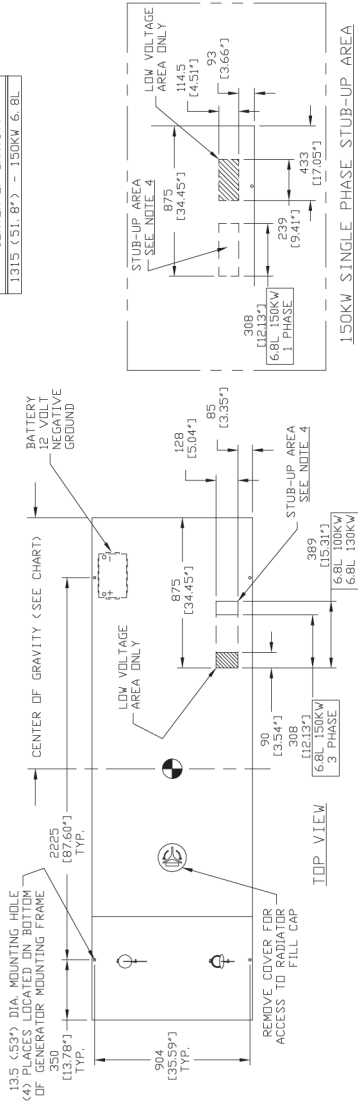 1315 (51.8") - 150KW 6.8L
13.5 (.53") DIA. MOUNTING HOLE
(4) PLACES LOCATED ON BOTTOM
OF GENERATOR MOUNTING FRAME
350
[13.78"]
TYP.
2225
[87.60"]
TYP.
CENTER OF GRAVITY (SEE CHART)
BATTERY
12 VOLT
NEGATIVE
GROUND
904
[35.59"]
TYP.
LOW VOLTAGE
AREA ONLY
875
[34.45"]
128
[5.04"]
85
[3.35"]
REMOVE COVER FOR
ACCESS TO RADIATOR
FILL CAP
90
[3.54"]
308
[12.13"]
6.8L 150KW
3 PHASE
STUB-UP AREA
SEE NOTE 4
389
[15.31"]
6.8L 100KW
6.8L 130KW
TOP VIEW
STUB-UP AREA
SEE NOTE 4
875
[34.45"]
LOW VOLTAGE
AREA ONLY
114.5
[4.51"]
93
[3.66"]
308
[12.13"]
6.8L 150KW
1 PHASE
239
[9.41"]
433
[17.05"]
150KW SINGLE PHASE STUB-UP AREA